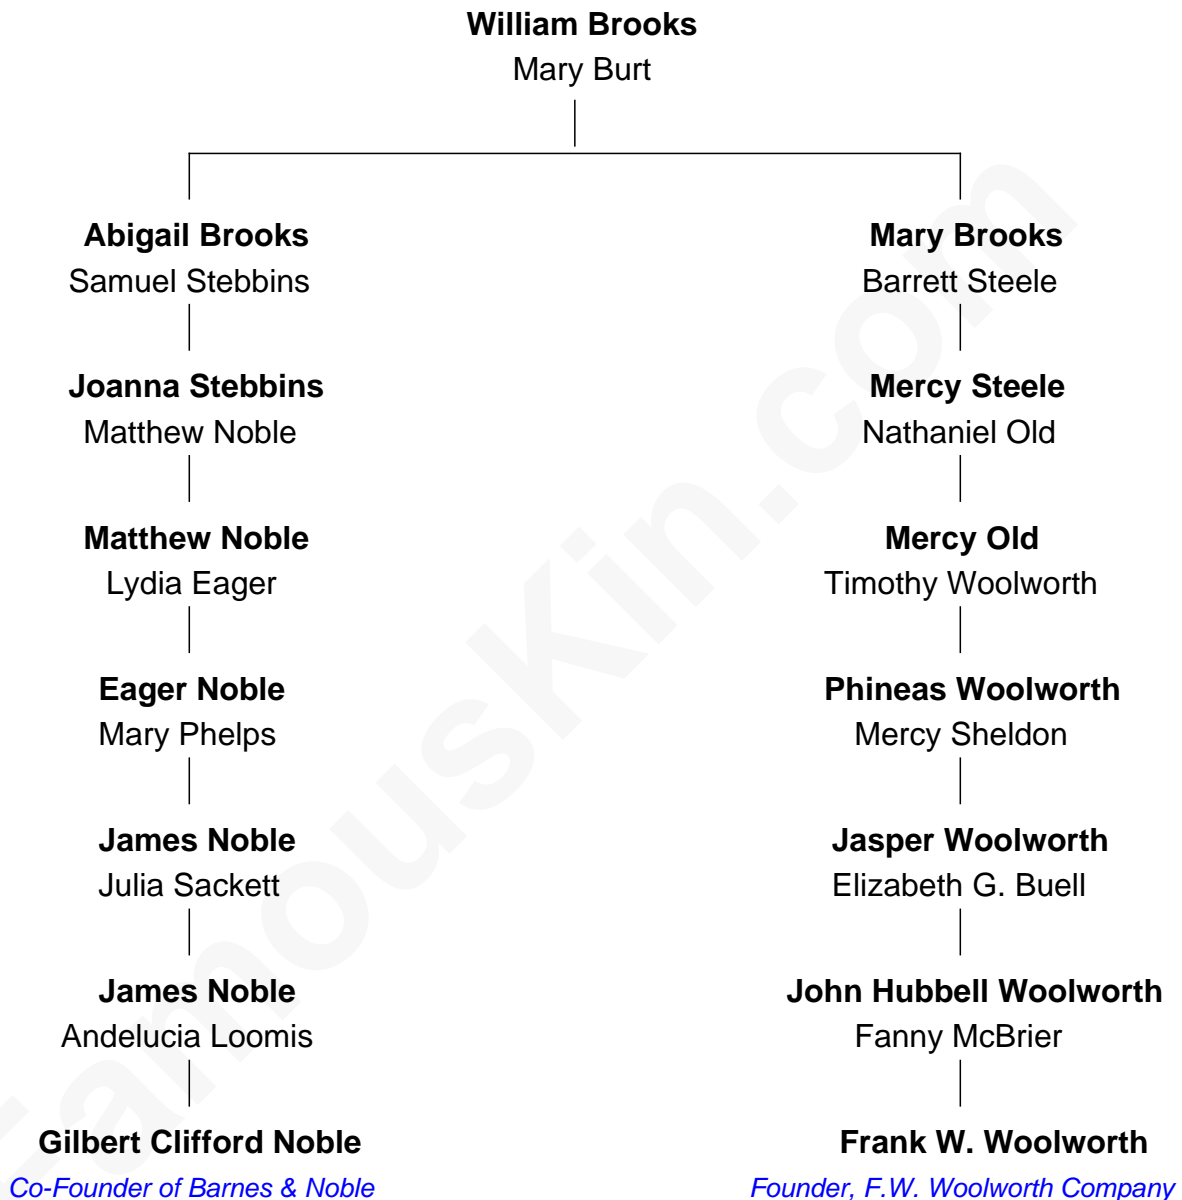 William Brooks
Mary Burt
Abigail Brooks
Samuel Stebbins
Mary Brooks
Barrett Steele
Joanna Stebbins
Matthew Noble
Mercy Steele
Nathaniel Old
Matthew Noble
Lydia Eager
Mercy Old
Timothy Woolworth
Eager Noble
Mary Phelps
Phineas Woolworth
Mercy Sheldon
James Noble
Julia Sackett
Jasper Woolworth
Elizabeth G. Buell
James Noble
Andelucia Loomis
John Hubbell Woolworth
Fanny McBrier
Gilbert Clifford Noble
Co-Founder of Barnes & Noble
Frank W. Woolworth
Founder, F.W. Woolworth Company
FamousKin.com